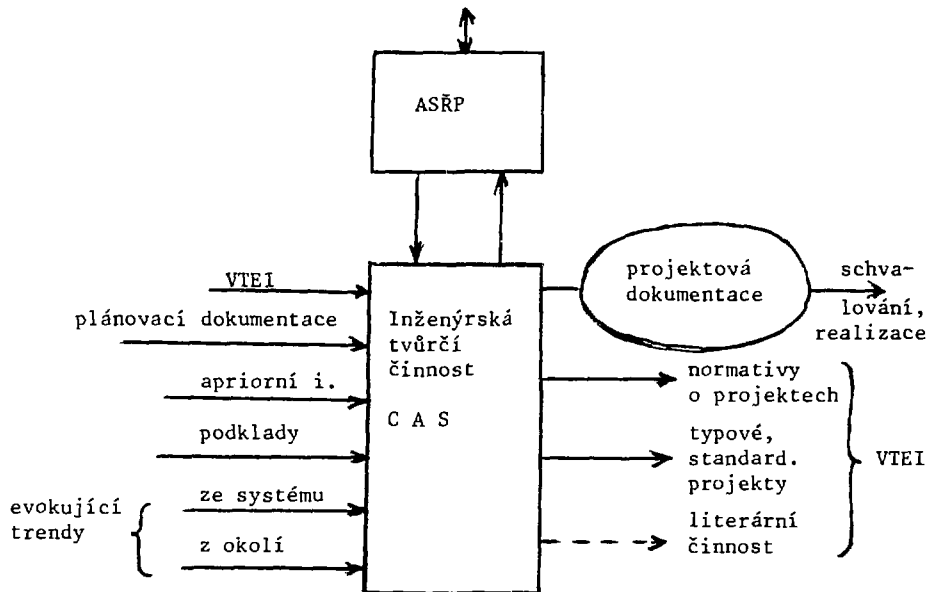 ASŘP
VTEI
plánovací dokumentace
apriorní i.
podklady
evokující
trendy
ze systému
z okolí
Inženýrská
tvůrčí
činnost
C A S
projektová
dokumentace
schva-
lování,
realizace
normativy
o projektech
typové,
standard.
projekty
literární
činnost
VTEI